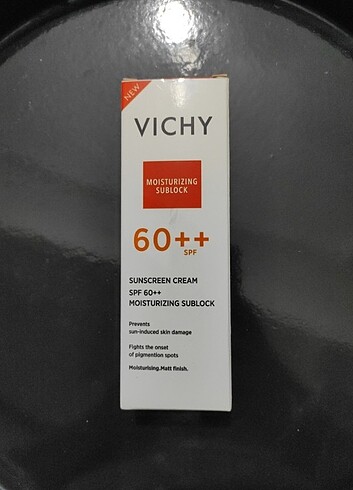 NEW
VICHY
MOISTURIZING
SUBLOCK
60++
SPF
SUNSCREEN CREAM
SPF 60++
MOISTURIZING SUBLOCK
Prevents
sun-induced skin damage
Fights the onset
of pigmention spots
Moisturising.Matt finish.